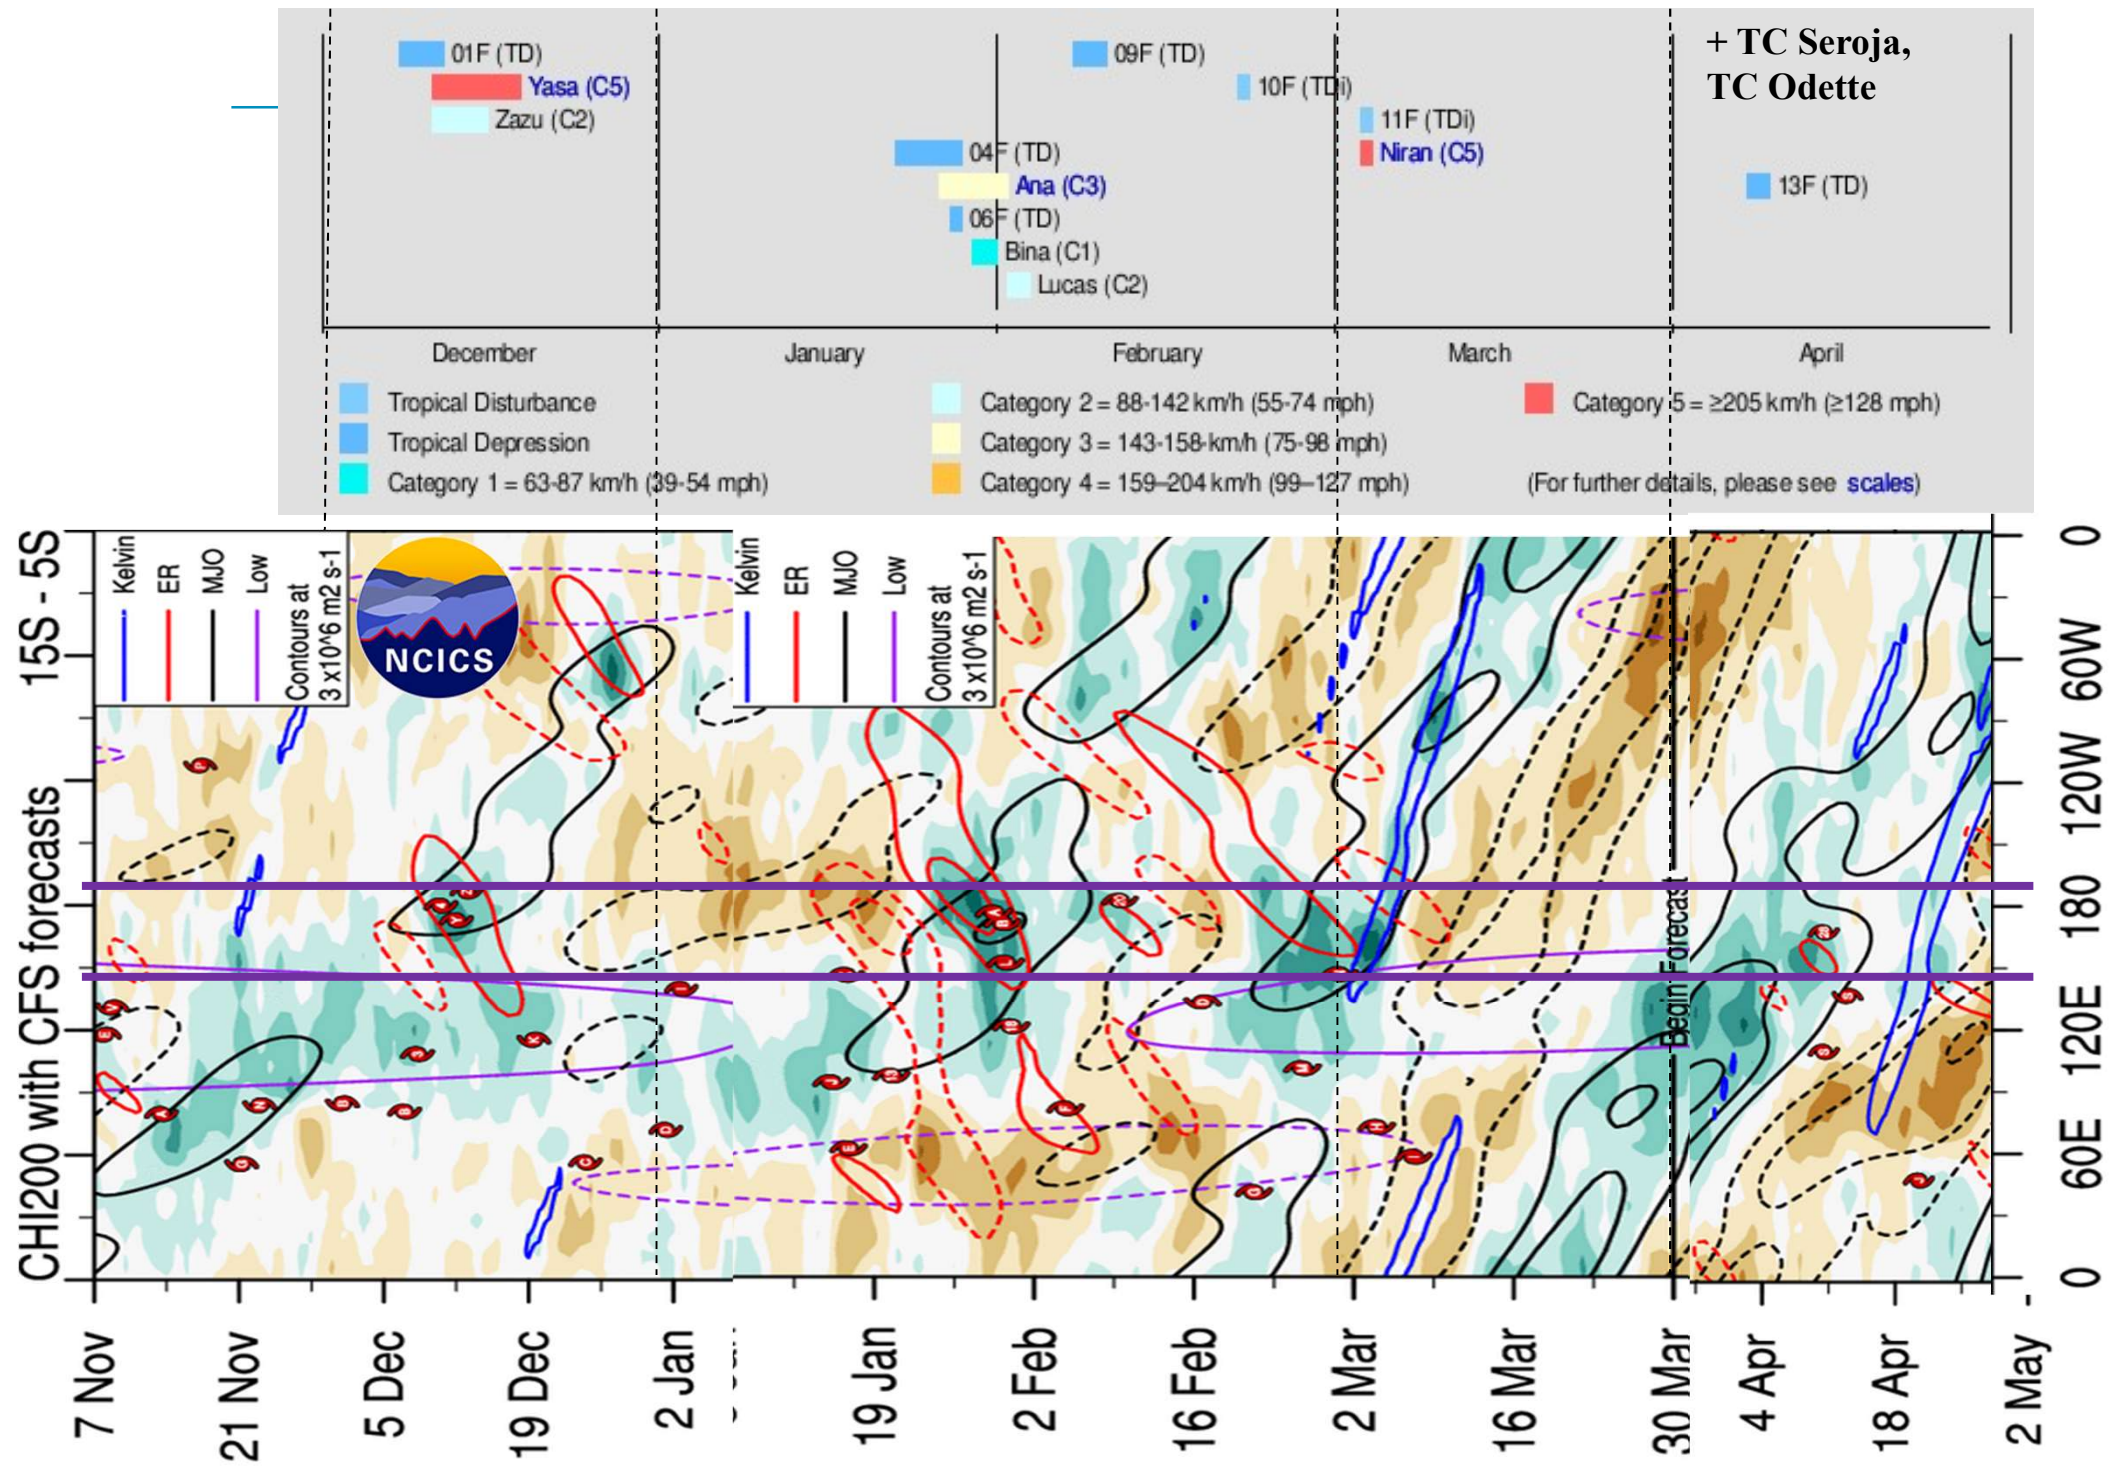 + TC Seroja,
TC Odette
01F (TD)
Yasa (C5)
Zazu (C2)
09F (TD)
10F (TDi)
11F (TDi)
Niran (C5)
04F (TD)
Ana (C3)
06F (TD)
Bina (C1)
Lucas (C2)
13F (TD)
December January February March April
Tropical Disturbance
Tropical Depression
Category 1 = 63-87 km/h (39-54 mph)
Category 2 = 88-142 km/h (55-74 mph)
Category 3 = 143-158-km/h (75-98 mph)
Category 4 = 159–204 km/h (99–127 mph)
Category 5 = ≥205 km/h (≥128 mph)
(For further details, please see scales)
CHI200 with CFS forecasts 15S - 5S
Kelvin
ER
MJO
Low
Contours at
3 x10^6 m2 s-1
NCICS
Kelvin
ER
MJO
Low
Contours at
3 x10^6 m2 s-1
Begin Forecast
0
60W
120W
180
120E
60E
0
7 Nov
21 Nov
5 Dec
19 Dec
2 Jan
19 Jan
2 Feb
16 Feb
2 Mar
16 Mar
30 Mar
4 Apr
18 Apr
2 May